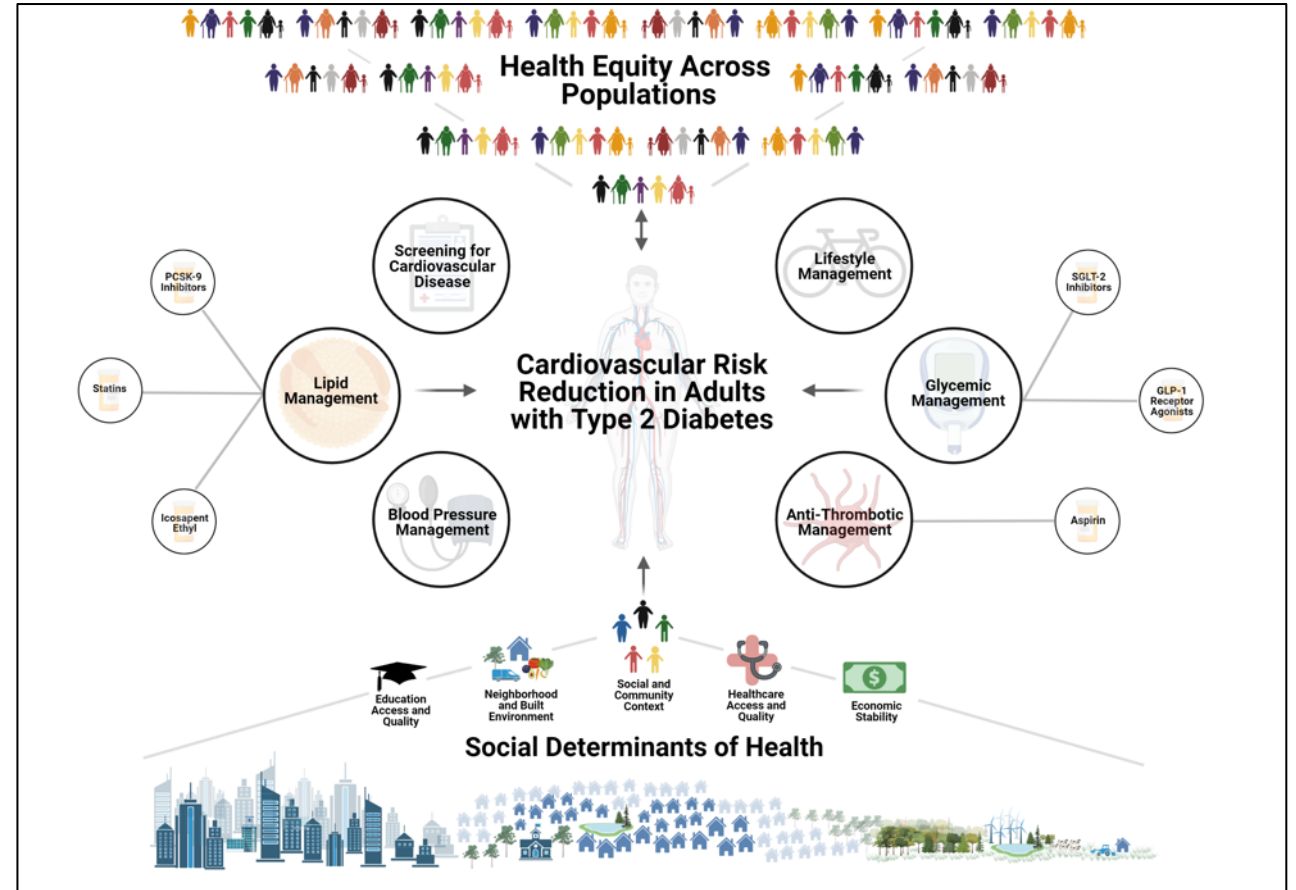 Health Equity Across
Populations
Screening for
Cardiovascular
Disease
Lifestyle
Management
PCSK-9
Inhibitors
SGLT-2
Inhibitors
Lipid
Management
Statins
Cardiovascular Risk
Reduction in Adults
with Type 2 Diabetes
Glycemic
Management
GLP-1
Receptor
Agonists
Icosapent
Ethyl
Blood Pressure
Management
Anti-Thrombotic
Management
Aspirin
Education
Access and
Quality
Neighborhood
and Built
Environment
Social and
Community
Context
Healthcare
Access and
Quality
$
Economic
Stability
Social Determinants of Health